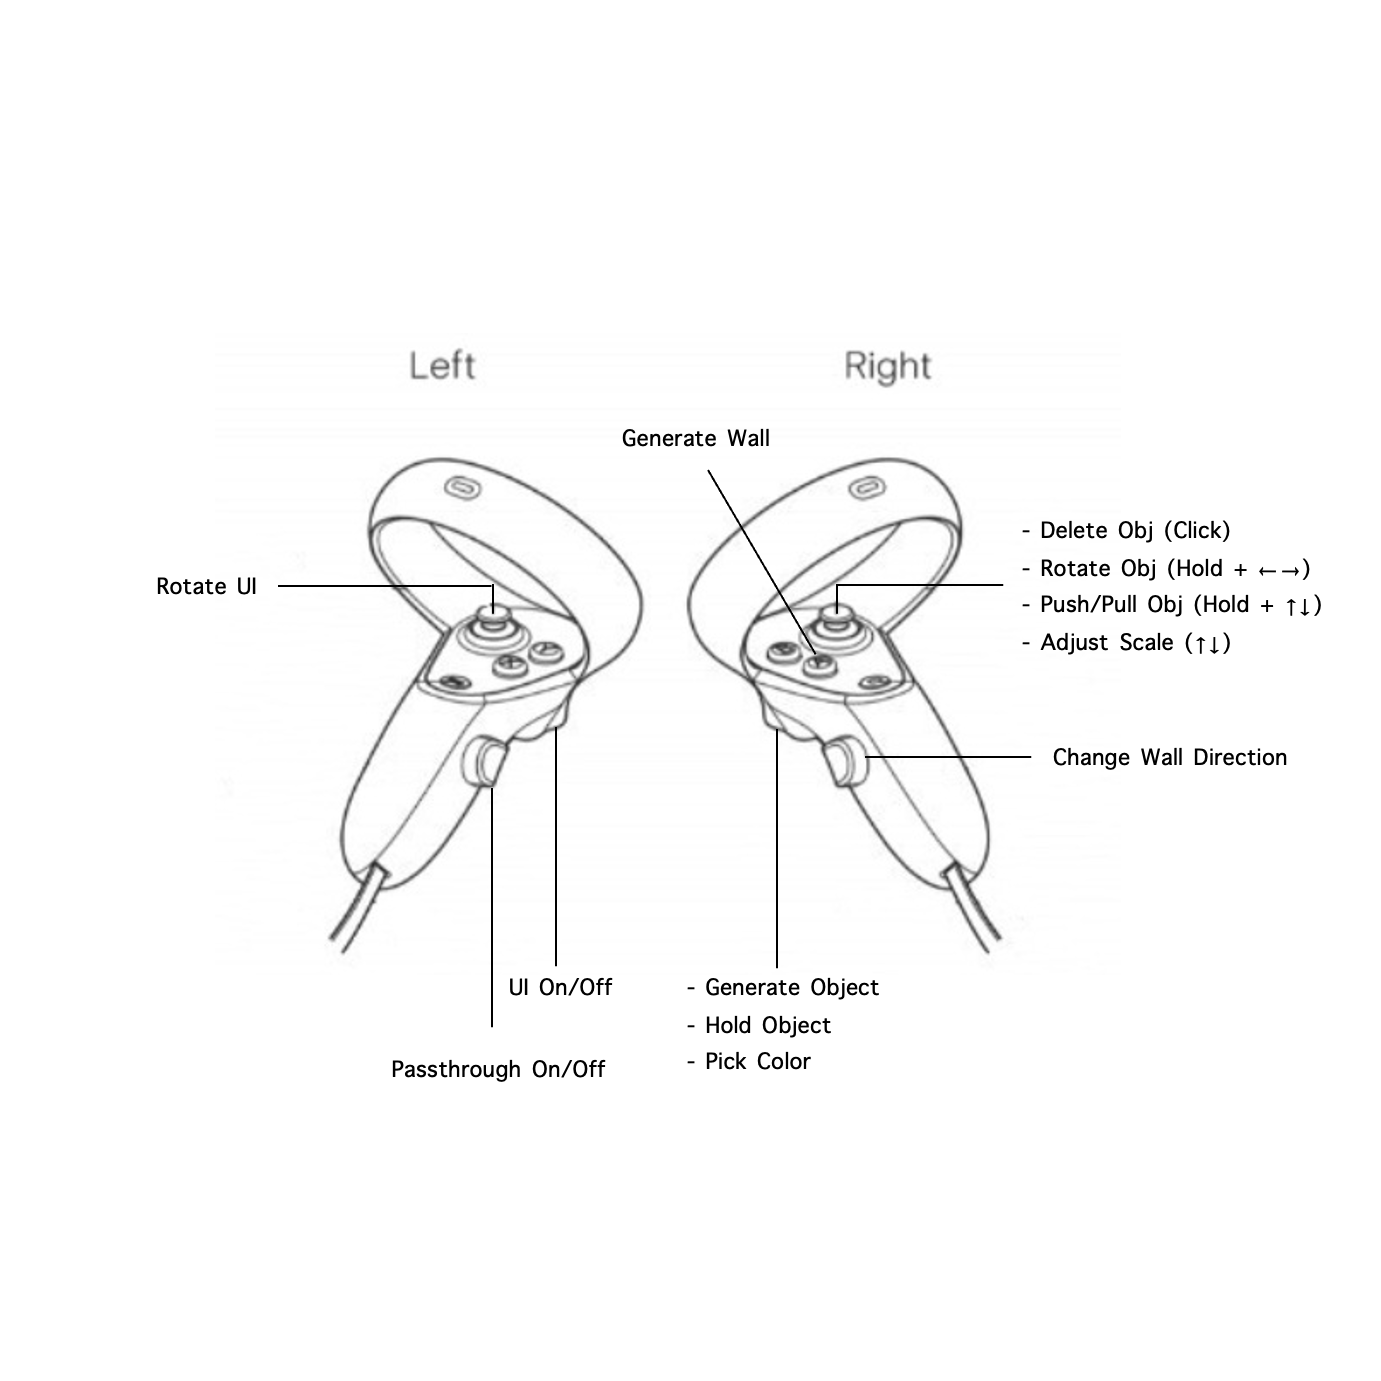 Left
Right
Generate Wall
Rotate UI
- Delete Obj (Click)
- Rotate Obj (Hold + ←→)
- Push/Pull Obj (Hold + ↑↓)
- Adjust Scale (↑↓)
Change Wall Direction
UI On/Off
Passthrough On/Off
- Generate Object
- Hold Object
- Pick Color